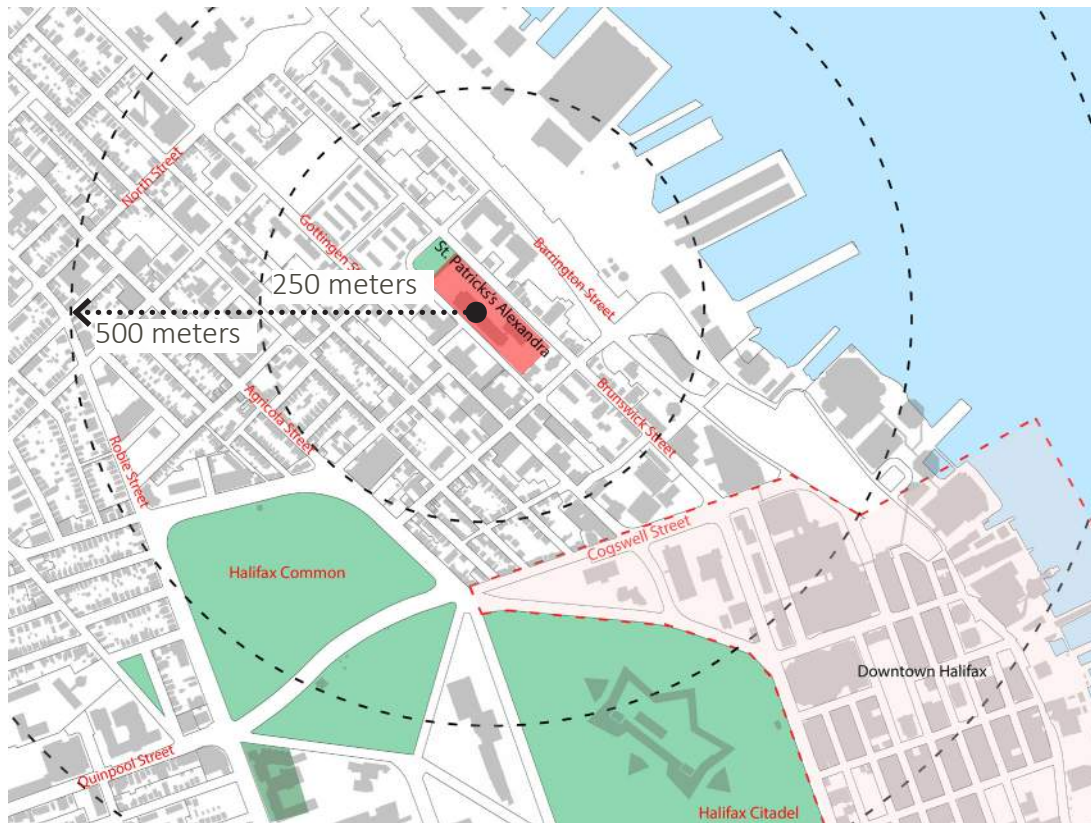 North Street
Gottingen St
250 meters
500 meters
St. Patricks's Alexandra
Barrington Street
Brunswick Street
Agricola Street
Robie Street
Cogswell Street
Halifax Common
Downtown Halifax
Quinpool Street
Halifax Citadel